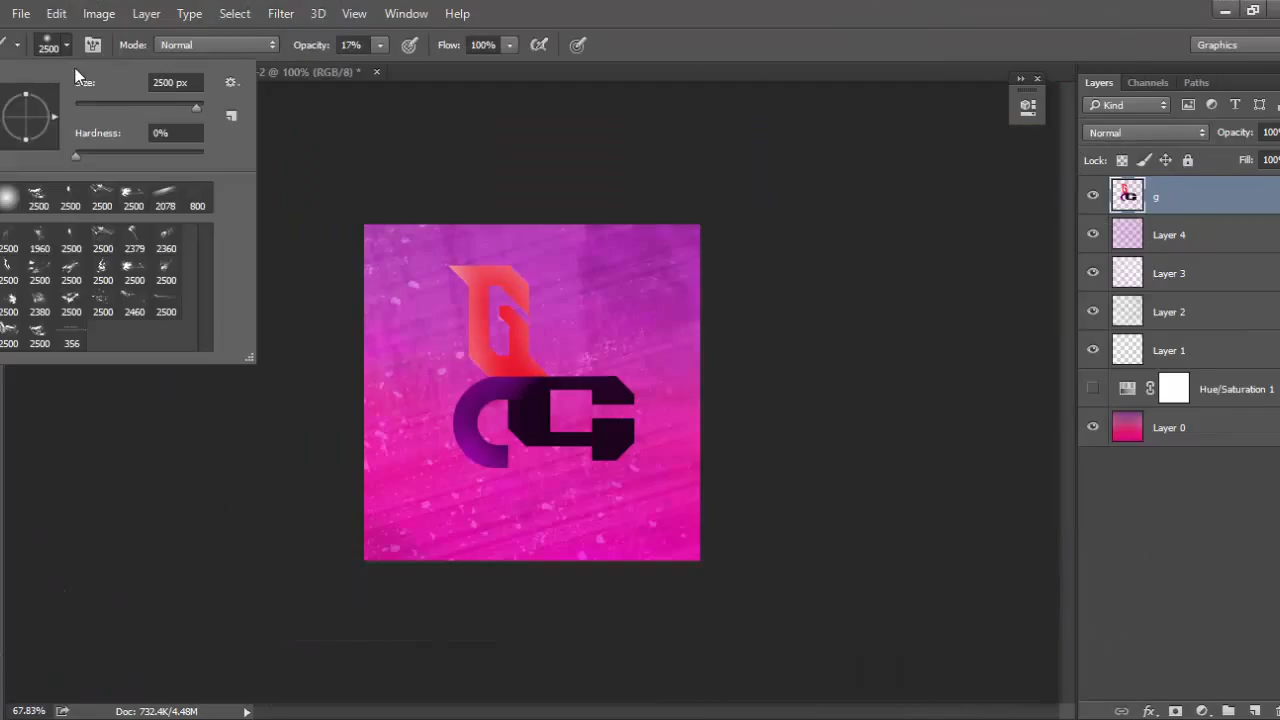 File Edit Image Layer Type Select Filter 3D View Window Help
2500 Mode: Normal Opacity: 17% Flow: 100% Graphics
-2 @ 100% (RGB/8) * ×
Size: 2500 px
Hardness: 0%
2500 2500 2500 2500 2078 800
2500 1960 2500 2500 2379 2360
2500 2500 2500 2500 2500 2500
2500 2380 2500 2500 2460 2500
2500 2500 356
Layers Channels Paths
Kind
Normal Opacity: 100%
Lock: Fill: 100%
g
Layer 4
Layer 3
Layer 2
Layer 1
Hue/Saturation 1
Layer 0
G
CG
67.83% Doc: 732.4K/4.48M